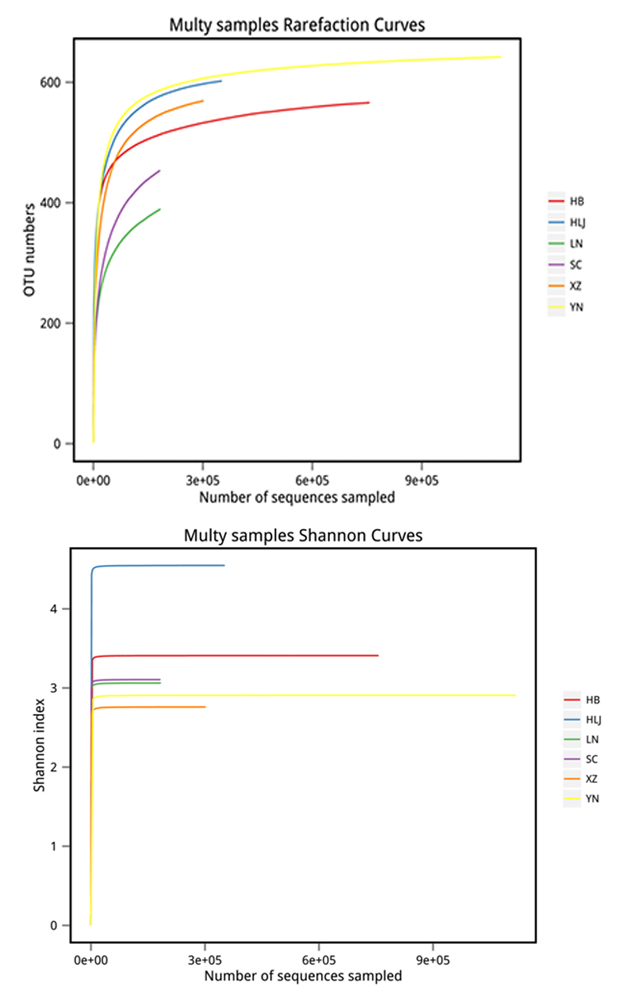 Multy samples Rarefaction Curves
600
400
200
0
OTU numbers
0e+00 3e+05 6e+05 9e+05
Number of sequences sampled
HB
HLJ
LN
SC
XZ
YN
Multy samples Shannon Curves
4
3
2
1
0
Shannon index
0e+00 3e+05 6e+05 9e+05
Number of sequences sampled
HB
HLJ
LN
SC
XZ
YN